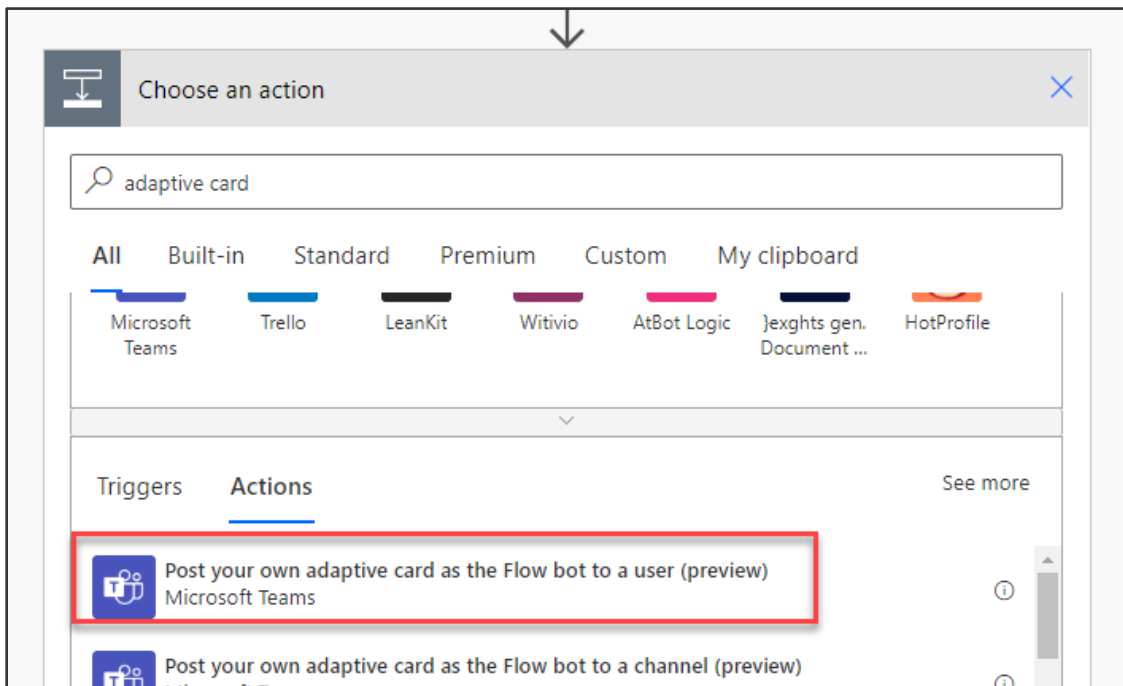 Choose an action
adaptive card
All Built-in Standard Premium Custom My clipboard
Microsoft Teams
Trello
LeanKit
Witivio
AtBot Logic
}exghts gen. Document ...
HotProfile
Triggers Actions See more
Post your own adaptive card as the Flow bot to a user (preview)
Microsoft Teams
Post your own adaptive card as the Flow bot to a channel (preview)